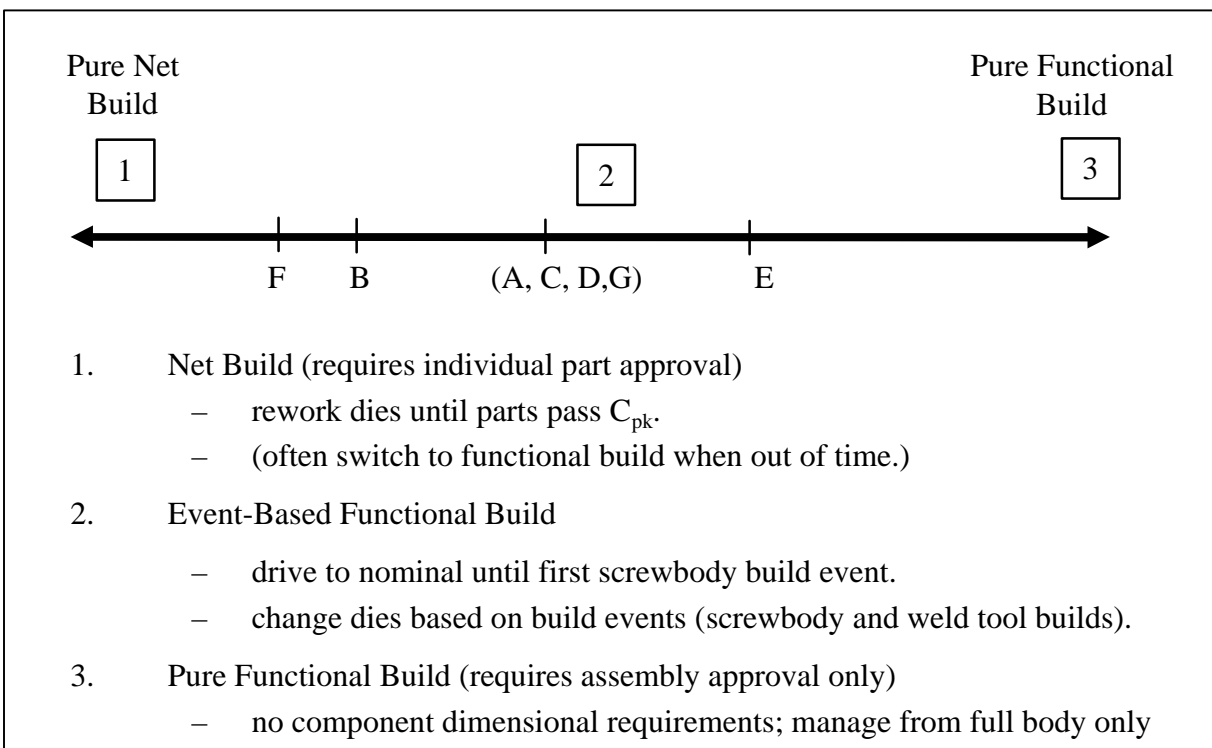 Pure Net
Build
Pure Functional
Build
1
2
3
F
B
(A, C, D,G)
E
1. Net Build (requires individual part approval)
– rework dies until parts pass Cpk.
– (often switch to functional build when out of time.)
2. Event-Based Functional Build
– drive to nominal until first screwbody build event.
– change dies based on build events (screwbody and weld tool builds).
3. Pure Functional Build (requires assembly approval only)
– no component dimensional requirements; manage from full body only